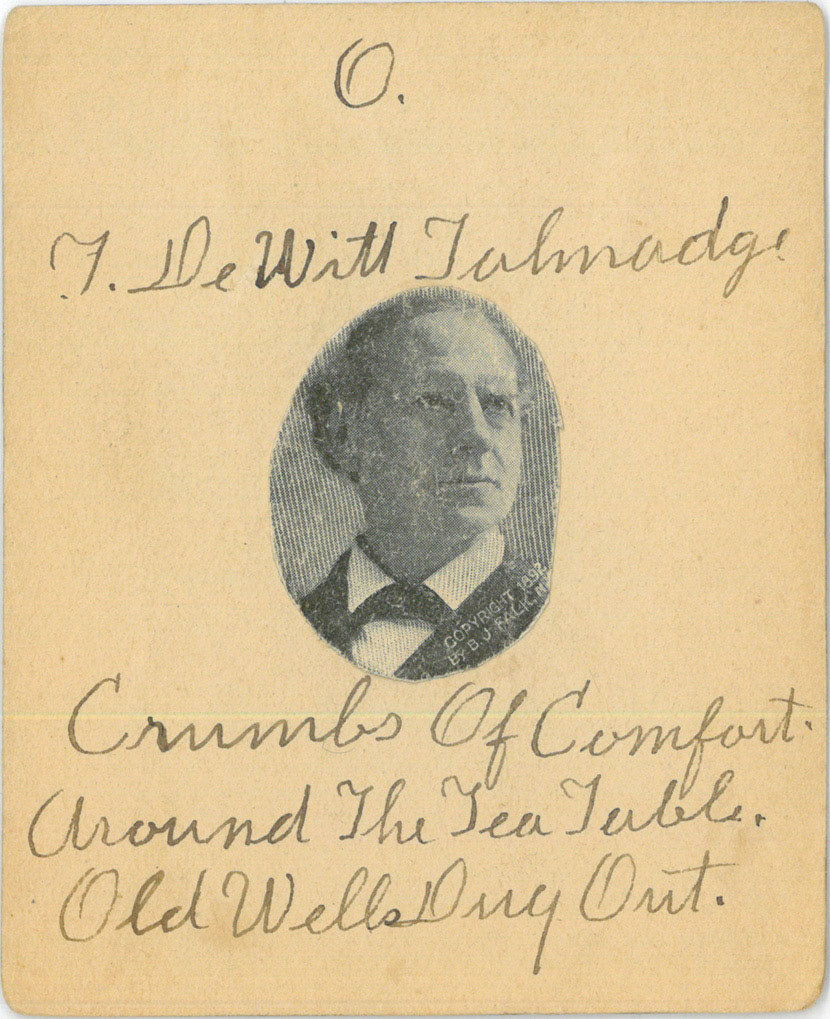 O.
T. DeWitt Talmadge
COPYRIGHT 1892
BY B. J. FALK, N.Y.
Crumbs Of Comfort.
Around The Tea Table.
Old Wells Dug Out.